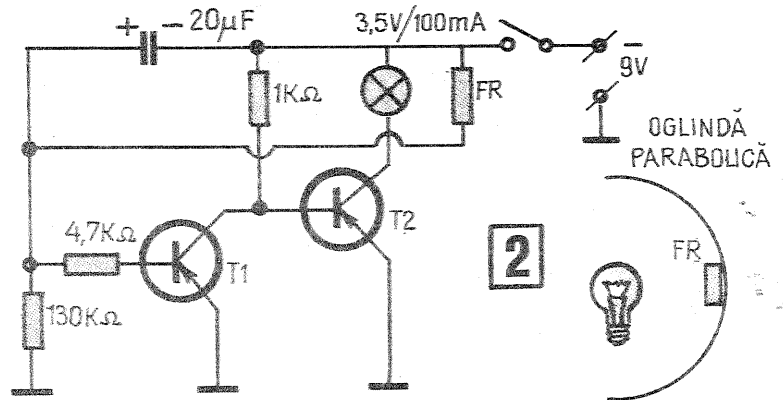 + − 20μF
3,5V/100mA
−
9V
1KΩ
FR
OGLINDĂ
PARABOLICĂ
4,7KΩ
T1
T2
2
FR
130KΩ